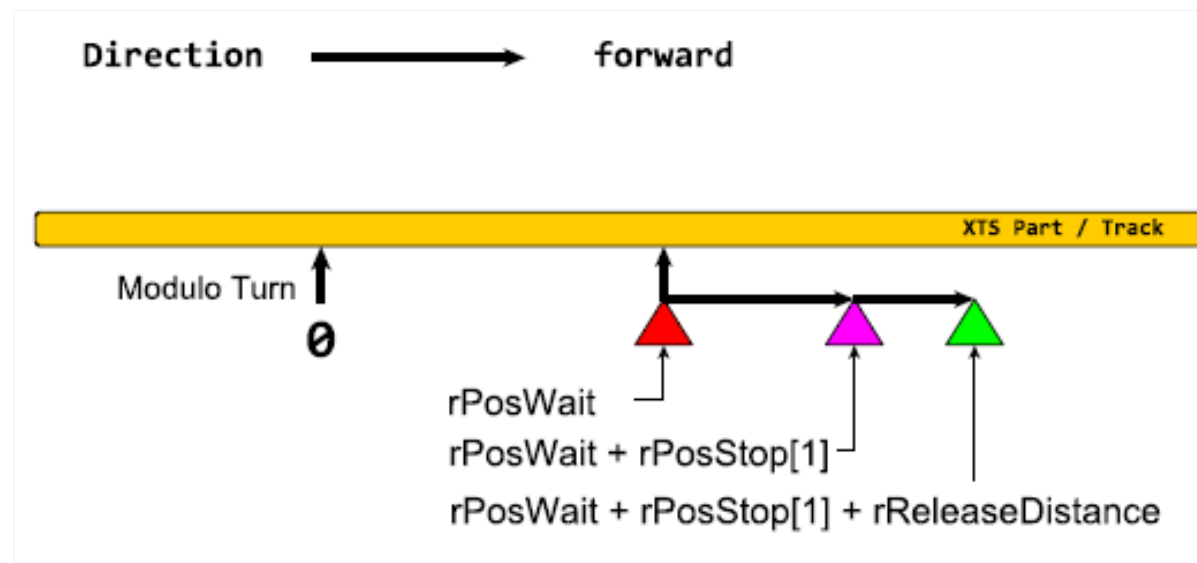 Direction forward
XTS Part / Track
Modulo Turn
0
rPosWait
rPosWait + rPosStop[1]
rPosWait + rPosStop[1] + rReleaseDistance